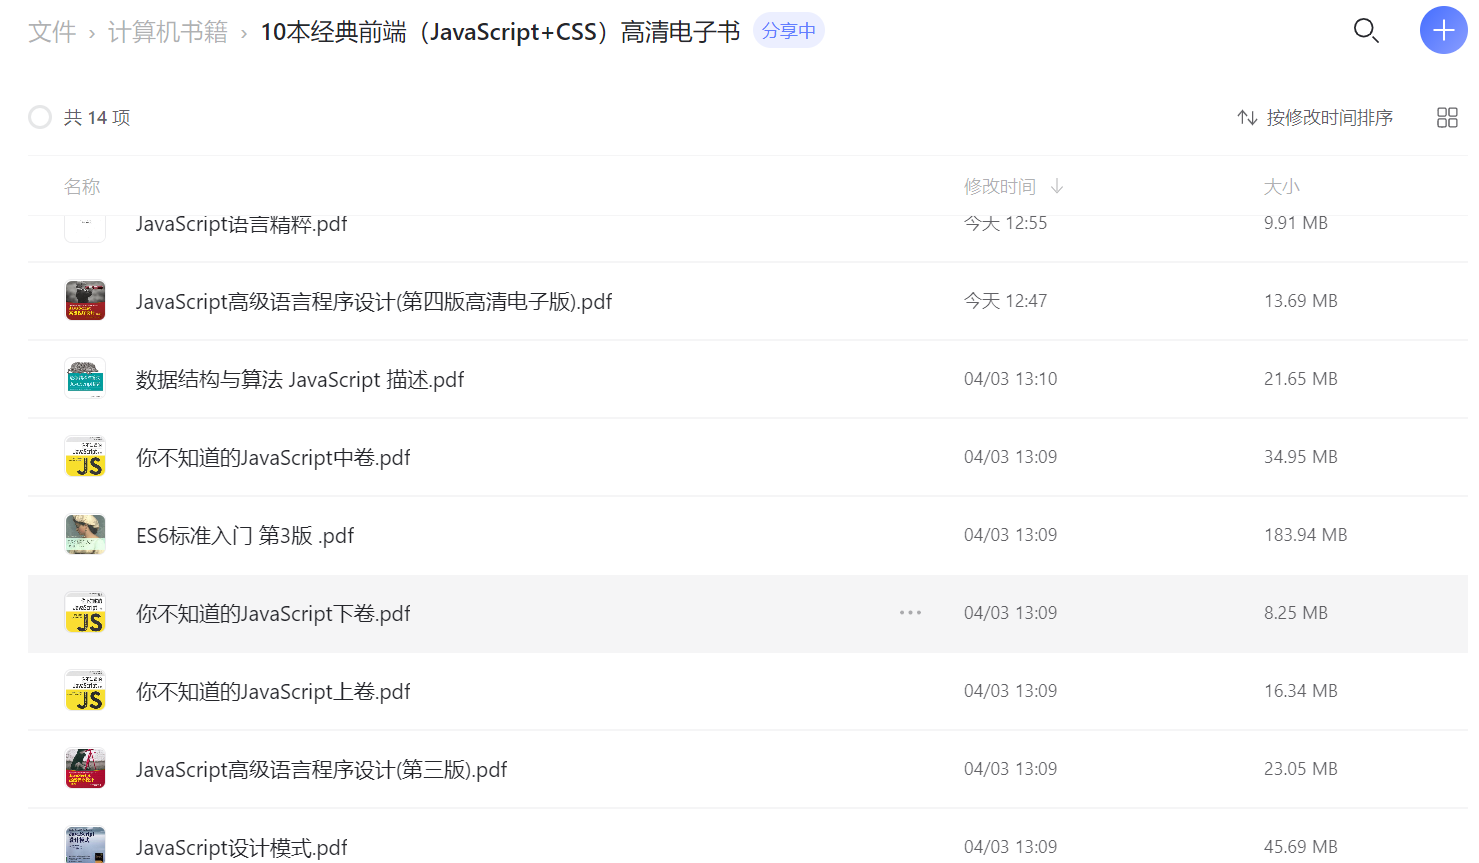 文件 › 计算机书籍 › 10本经典前端（JavaScript+CSS）高清电子书 分享中
共 14 项 按修改时间排序
名称 修改时间 大小
JavaScript语言精粹.pdf 今天 12:55 9.91 MB
JavaScript高级语言程序设计(第四版高清电子版).pdf 今天 12:47 13.69 MB
数据结构与算法 JavaScript 描述.pdf 04/03 13:10 21.65 MB
你不知道的JavaScript中卷.pdf 04/03 13:09 34.95 MB
ES6标准入门 第3版 .pdf 04/03 13:09 183.94 MB
你不知道的JavaScript下卷.pdf 04/03 13:09 8.25 MB
你不知道的JavaScript上卷.pdf 04/03 13:09 16.34 MB
JavaScript高级语言程序设计(第三版).pdf 04/03 13:09 23.05 MB
JavaScript设计模式.pdf 04/03 13:09 45.69 MB